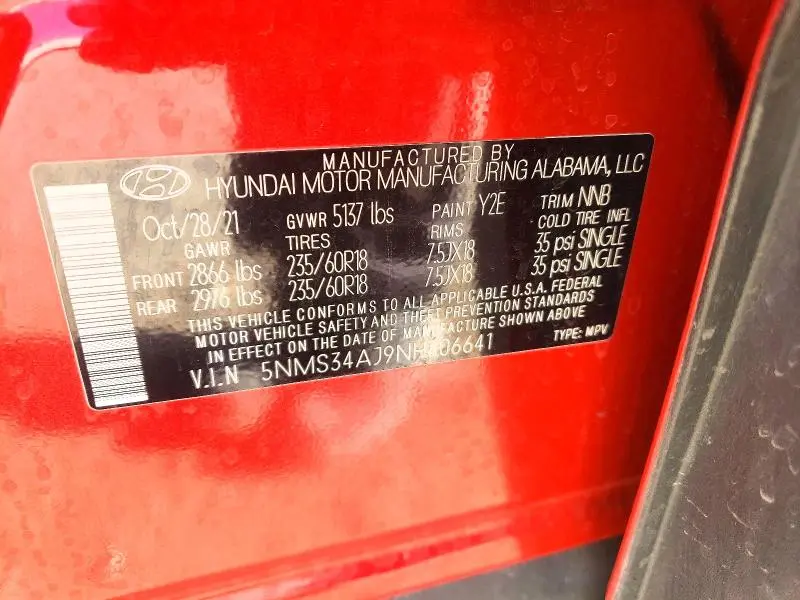 MANUFACTURED BY
HYUNDAI MOTOR MANUFACTURING ALABAMA, LLC
Oct/28/21 GVWR 5137 lbs PAINT Y2E TRIM NNB
GAWR TIRES RIMS COLD TIRE INFL
FRONT 2866 lbs 235/60R18 7.5JX18 35 psi SINGLE
REAR 2976 lbs 235/60R18 7.5JX18 35 psi SINGLE
THIS VEHICLE CONFORMS TO ALL APPLICABLE U.S.A. FEDERAL
MOTOR VEHICLE SAFETY AND THEFT PREVENTION STANDARDS
IN EFFECT ON THE DATE OF MANUFACTURE SHOWN ABOVE
V.I.N TYPE: MPV